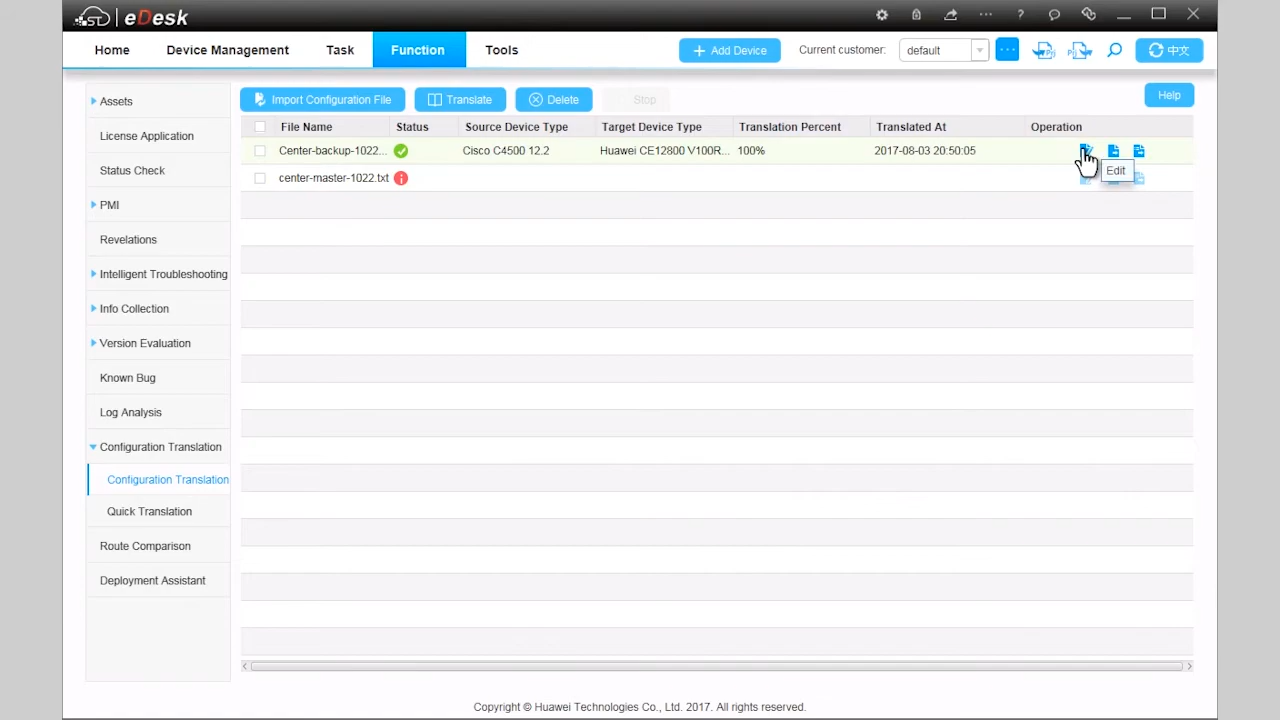 ST | eDesk
Home Device Management Task Function Tools
Add Device Current customer: default ... 中文
Assets
License Application
Status Check
PMI
Revelations
Intelligent Troubleshooting
Info Collection
Version Evaluation
Known Bug
Log Analysis
Configuration Translation
Configuration Translation
Quick Translation
Route Comparison
Deployment Assistant
Import Configuration File Translate Delete Stop Help
File Name Status Source Device Type Target Device Type Translation Percent Translated At Operation
Center-backup-1022... Cisco C4500 12.2 Huawei CE12800 V100R... 100% 2017-08-03 20:50:05
Edit
center-master-1022.txt
Copyright © Huawei Technologies Co., Ltd. 2017. All rights reserved.